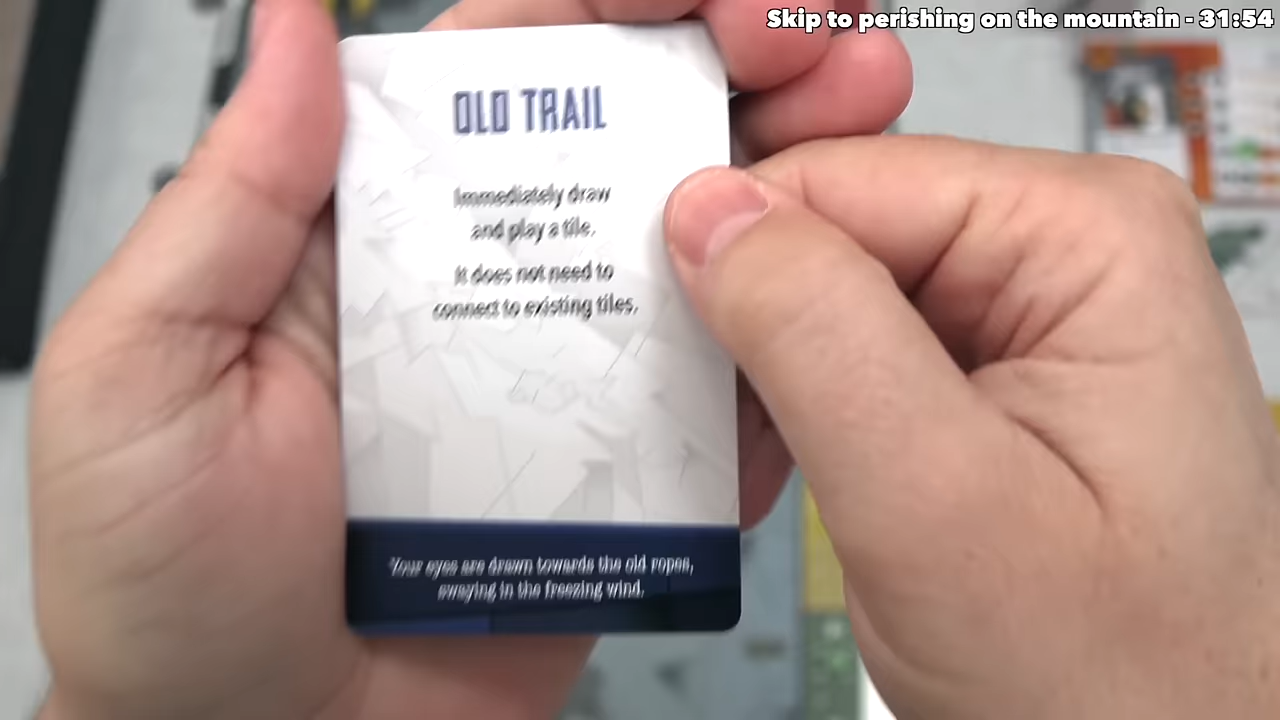 Skip to perishing on the mountain - 31:54
OLD TRAIL
Immediately draw
and play a tile.
It does not need to
connect to existing tiles.
Your eyes are drawn towards the old ropes,
swaying in the freezing wind.